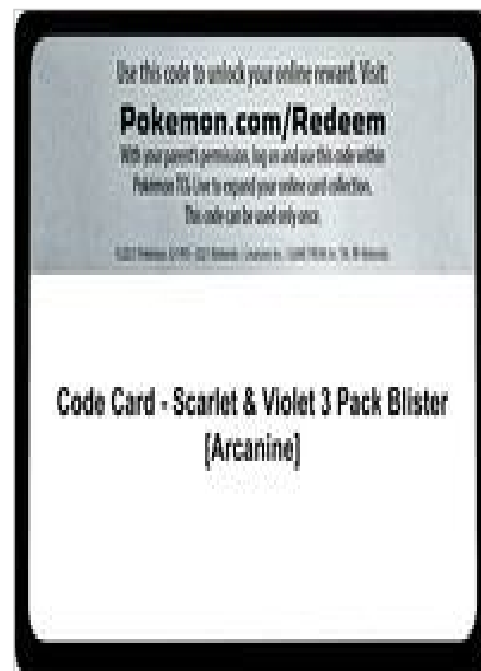 Use this code to unlock your online reward. Visit
Pokemon.com/Redeem
With your parent's permission, log on and use this code within
Pokémon TCG Live to expand your online card collection.
This code can be used only once.
Code Card - Scarlet & Violet 3 Pack Blister
[Arcanine]